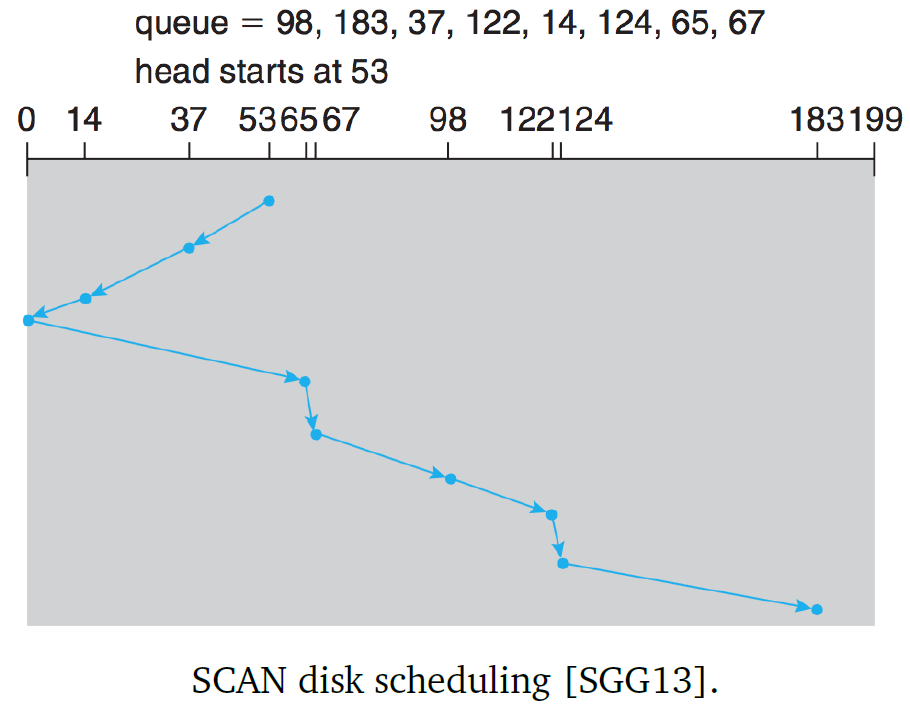 queue = 98, 183, 37, 122, 14, 124, 65, 67
head starts at 53
0 14 37 53 65 67 98 122 124 183 199
SCAN disk scheduling [SGG13].